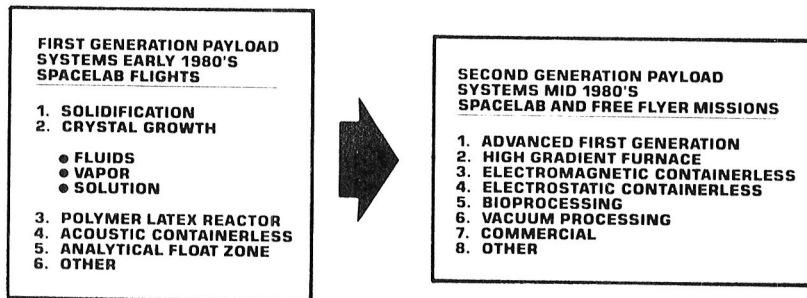 FIRST GENERATION PAYLOAD
SYSTEMS EARLY 1980'S
SPACELAB FLIGHTS
1. SOLIDIFICATION
2. CRYSTAL GROWTH
● FLUIDS
● VAPOR
● SOLUTION
3. POLYMER LATEX REACTOR
4. ACOUSTIC CONTAINERLESS
5. ANALYTICAL FLOAT ZONE
6. OTHER
SECOND GENERATION PAYLOAD
SYSTEMS MID 1980'S
SPACELAB AND FREE FLYER MISSIONS
1. ADVANCED FIRST GENERATION
2. HIGH GRADIENT FURNACE
3. ELECTROMAGNETIC CONTAINERLESS
4. ELECTROSTATIC CONTAINERLESS
5. BIOPROCESSING
6. VACUUM PROCESSING
7. COMMERCIAL
8. OTHER